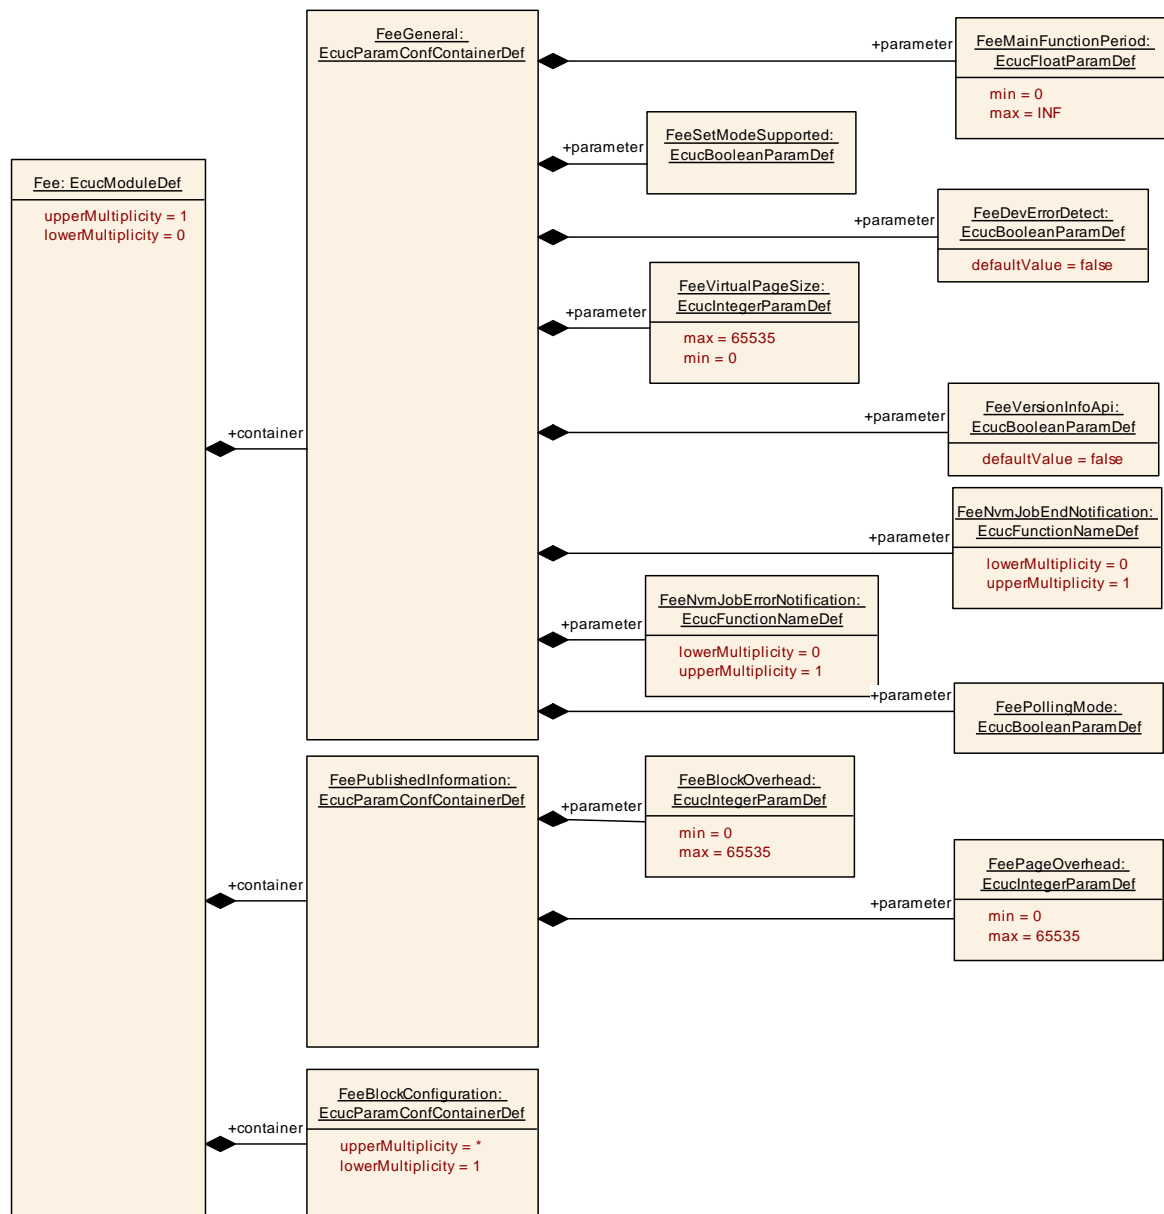 FeeGeneral:
EcucParamConfContainerDef
+parameter
FeeMainFunctionPeriod:
EcucFloatParamDef
min = 0
max = INF
+parameter
FeeSetModeSupported:
EcucBooleanParamDef
Fee: EcucModuleDef
upperMultiplicity = 1
lowerMultiplicity = 0
+parameter
FeeDevErrorDetect:
EcucBooleanParamDef
defaultValue = false
+parameter
FeeVirtualPageSize:
EcucIntegerParamDef
max = 65535
min = 0
+container
+parameter
FeeVersionInfoApi:
EcucBooleanParamDef
defaultValue = false
+parameter
FeeNvmJobEndNotification:
EcucFunctionNameDef
lowerMultiplicity = 0
upperMultiplicity = 1
+parameter
FeeNvmJobErrorNotification:
EcucFunctionNameDef
lowerMultiplicity = 0
upperMultiplicity = 1
+parameter
FeePollingMode:
EcucBooleanParamDef
FeePublishedInformation:
EcucParamConfContainerDef
+parameter
FeeBlockOverhead:
EcucIntegerParamDef
min = 0
max = 65535
+container
+parameter
FeePageOverhead:
EcucIntegerParamDef
min = 0
max = 65535
+container
FeeBlockConfiguration:
EcucParamConfContainerDef
upperMultiplicity = *
lowerMultiplicity = 1